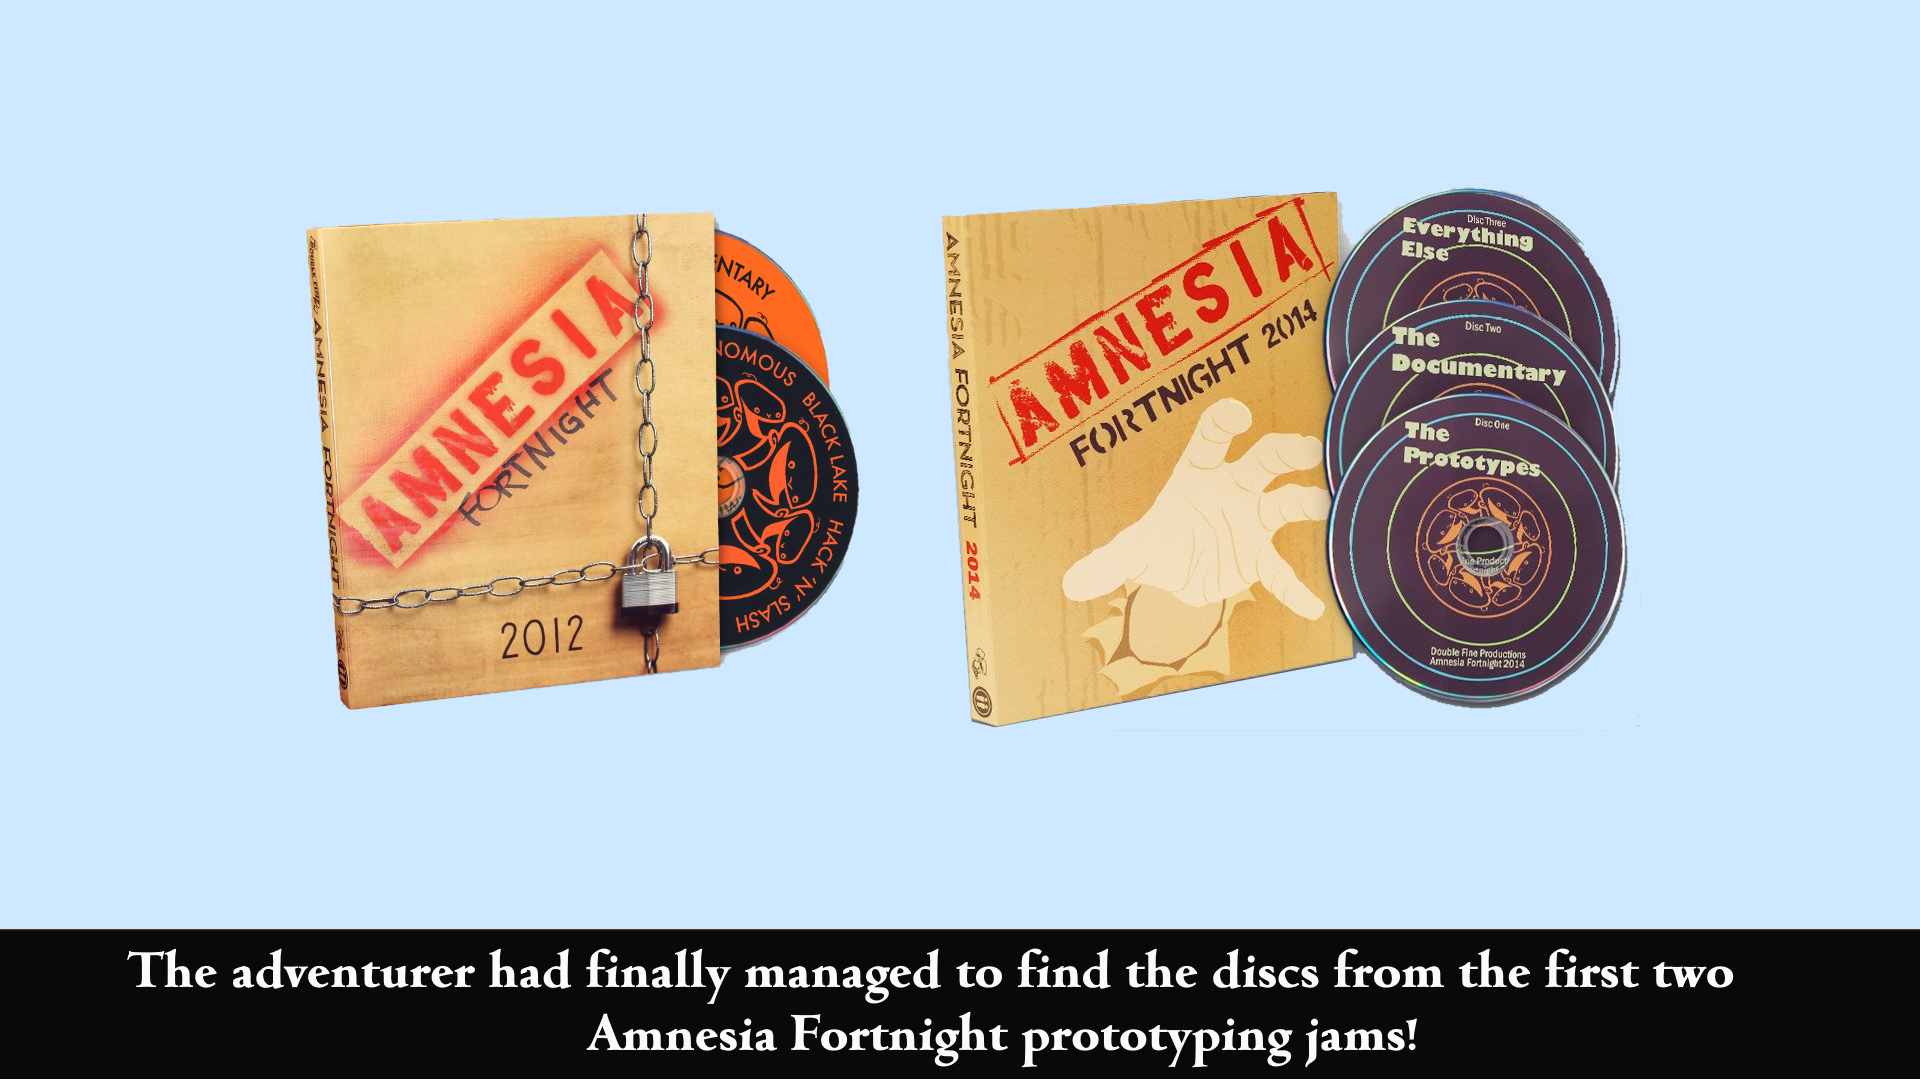 AMNESIA FORTNIGHT
AMNESIA
FORTNIGHT
2012
NTARY
NOMOUS BLACK LAKE HACK 'N' SLASH
AMNESIA FORTNIGHT 2014
AMNESIA
FORTNIGHT 2014
Disc Three
Everything
Else
Disc Two
The
Documentary
Disc One
The
Prototypes
Double Fine Productions
Amnesia Fortnight 2014
The adventurer had finally managed to find the discs from the first two
Amnesia Fortnight prototyping jams!